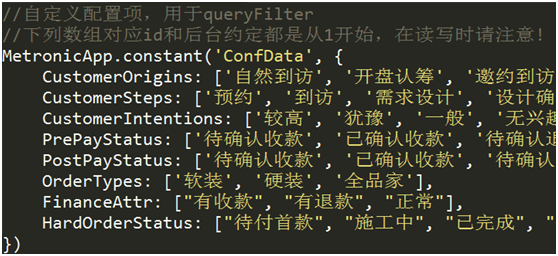 //自定义配置项，用于queryFilter
//下列数组对应id和后台约定都是从1开始，在读写时请注意！
MetronicApp.constant('ConfData', {
CustomerOrigins: ['自然到访', '开盘认筹', '邀约到访
CustomerSteps: ['预约', '到访', '需求设计', '设计确
CustomerIntentions: ['较高', '犹豫', '一般', '无兴趣
PrePayStatus: ['待确认收款', '已确认收款', '待确认退
PostPayStatus: ['待确认收款', '已确认收款', '待确认
OrderTypes: ['软装', '硬装', '全品家'],
FinanceAttr: ["有收款", "有退款", "正常"],
HardOrderStatus: ["待付首款", "施工中", "已完成", "
})